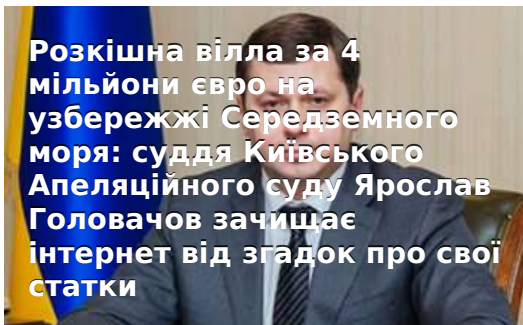 Розкішна вілла за 4
мільйони євро на
узбережжі Середземного
моря: суддя Київського
Апеляційного суду Ярослав
Головачов зачищає
інтернет від згадок про свої
статки